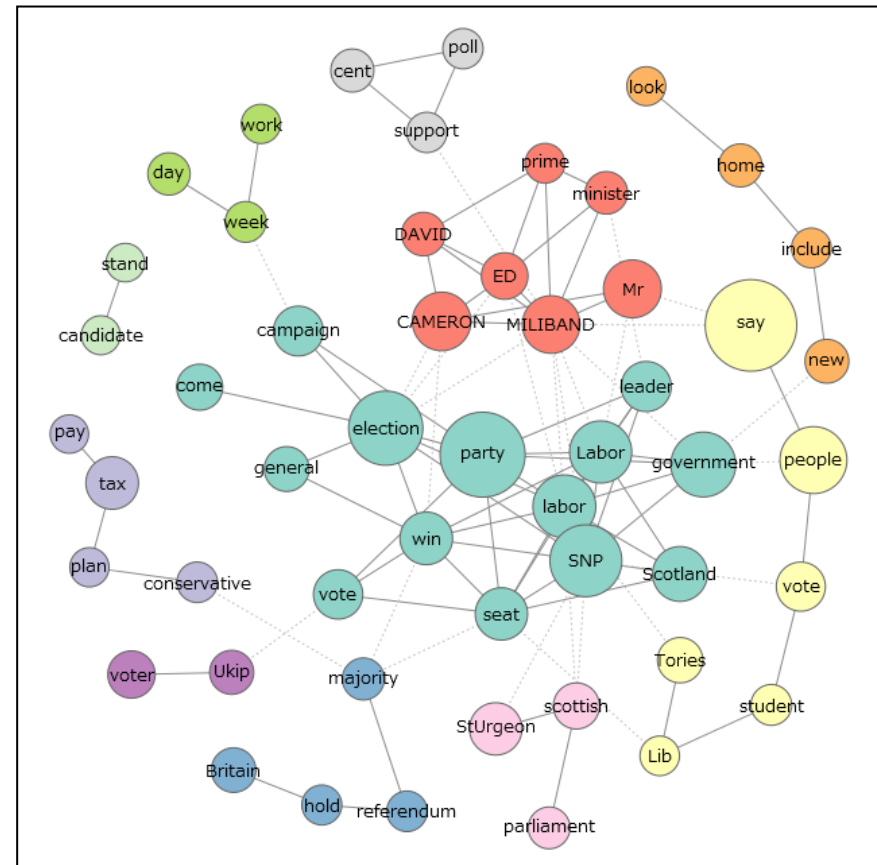 poll
cent
look
work
support
prime
home
day
minister
week
DAVID
include
stand
ED
Mr
candidate
campaign
CAMERON
MILIBAND
say
new
come
leader
election
pay
party
Labor
general
government
people
tax
labor
win
SNP
plan
conservative
Scotland
vote
vote
seat
Tories
voter
Ukip
majority
scottish
student
StUrgeon
Lib
Britain
hold
referendum
parliament